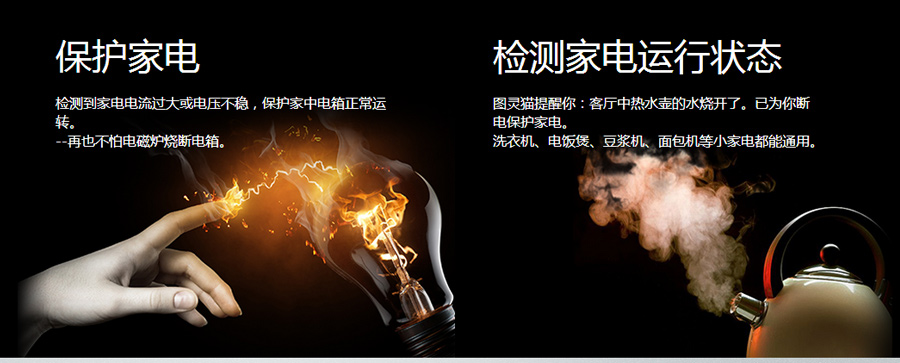 保护家电
检测到家电电流过大或电压不稳，保护家中电箱正常运
转。
--再也不怕电磁炉烧断电箱。
检测家电运行状态
图灵猫提醒你：客厅中热水壶的水烧开了。已为你断
电保护家电。
洗衣机、电饭煲、豆浆机、面包机等小家电都能通用。